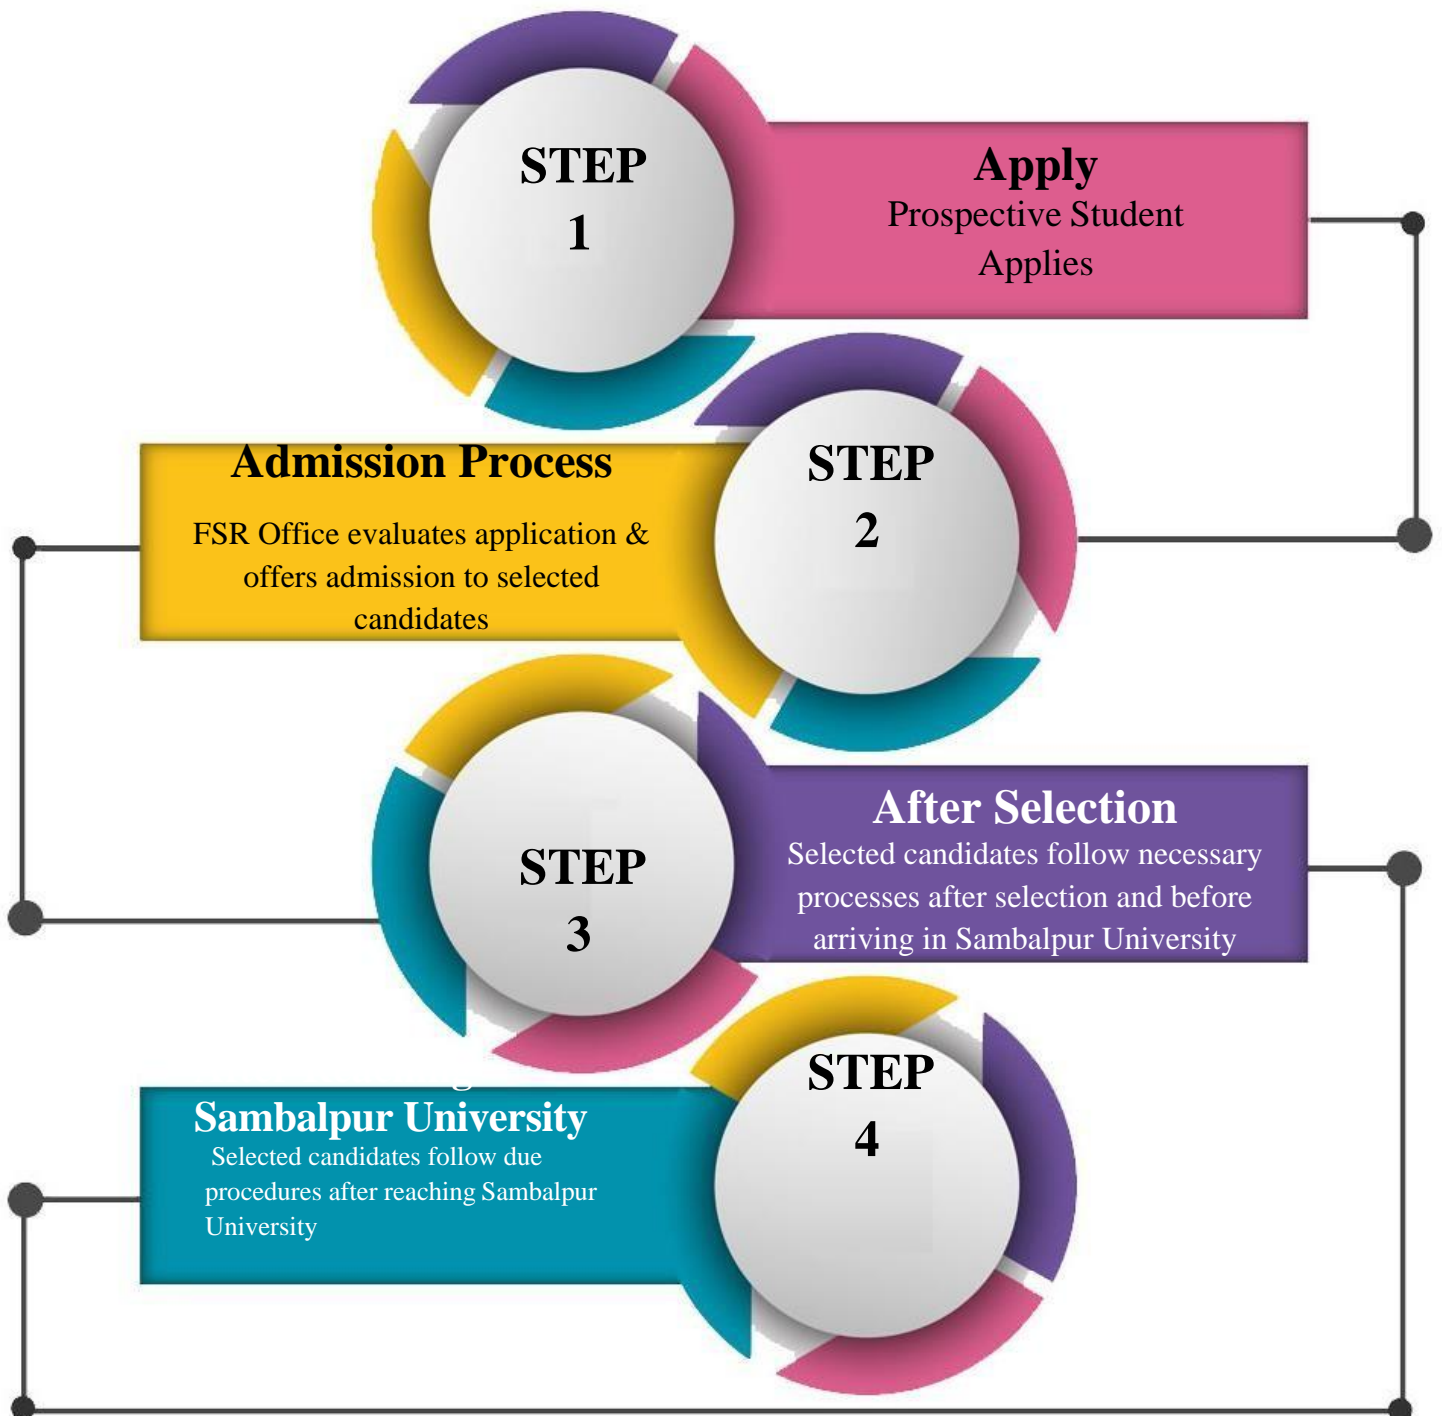 STEP
1
Apply
Prospective Student
Applies
STEP
2
Admission Process
FSR Office evaluates application &
offers admission to selected
candidates
STEP
3
After Selection
Selected candidates follow necessary
processes after selection and before
arriving in Sambalpur University
STEP
4
Sambalpur University
Selected candidates follow due
procedures after reaching Sambalpur
University